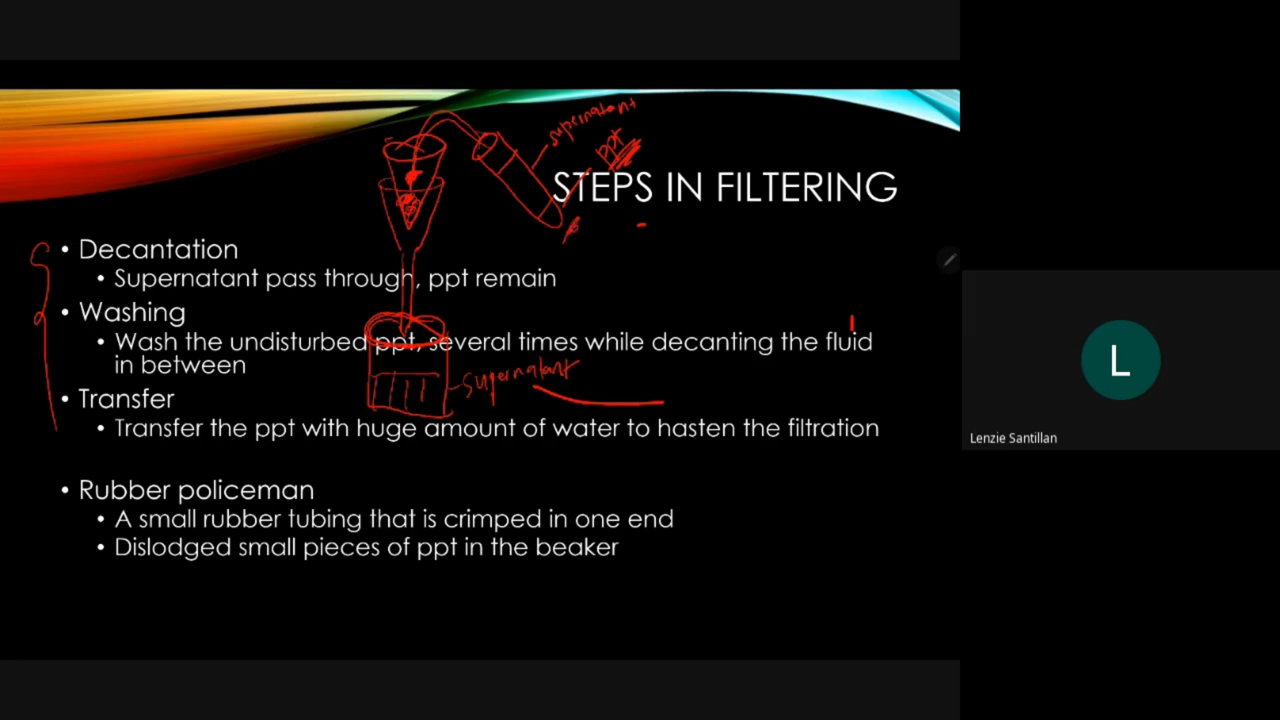 supernatant
ppt
STEPS IN FILTERING
• Decantation
• Supernatant pass through, ppt remain
• Washing
• Wash the undisturbed ppt, several times while decanting the fluid
in between
supernatant
• Transfer
• Transfer the ppt with huge amount of water to hasten the filtration
• Rubber policeman
• A small rubber tubing that is crimped in one end
• Dislodged small pieces of ppt in the beaker
L
Lenzie Santillan